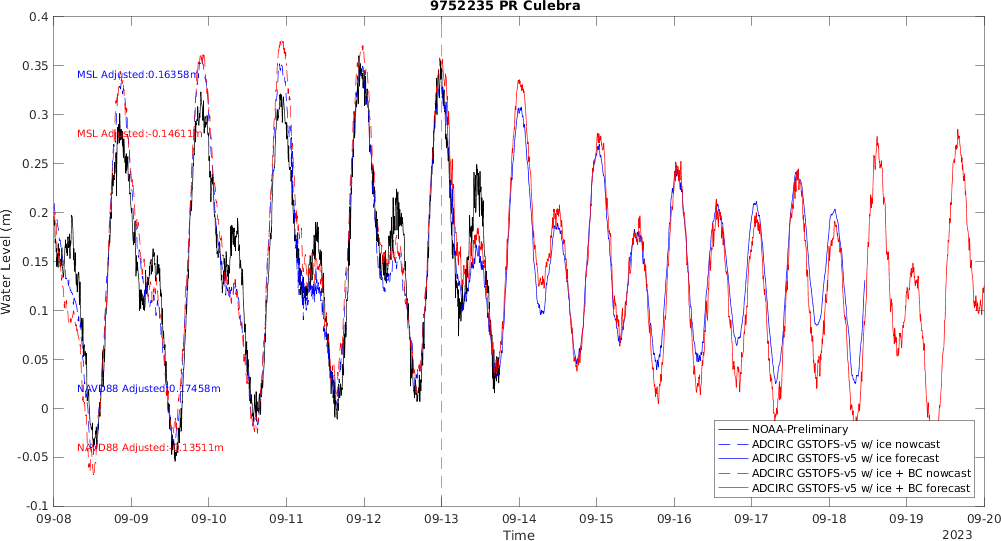 9752235 PR Culebra
0.4
0.35
0.3
0.25
0.2
0.15
0.1
0.05
0
-0.05
-0.1
Water Level (m)
MSL Adjusted:0.16358m
MSL Adjusted:-0.14611m
NAVD88 Adjusted:0.17458m
NAVD88 Adjusted:-0.13511m
NOAA-Preliminary
ADCIRC GSTOFS-v5 w/ ice nowcast
ADCIRC GSTOFS-v5 w/ ice forecast
ADCIRC GSTOFS-v5 w/ ice + BC nowcast
ADCIRC GSTOFS-v5 w/ ice + BC forecast
09-08 09-09 09-10 09-11 09-12 09-13 09-14 09-15 09-16 09-17 09-18 09-19 09-20
Time
2023